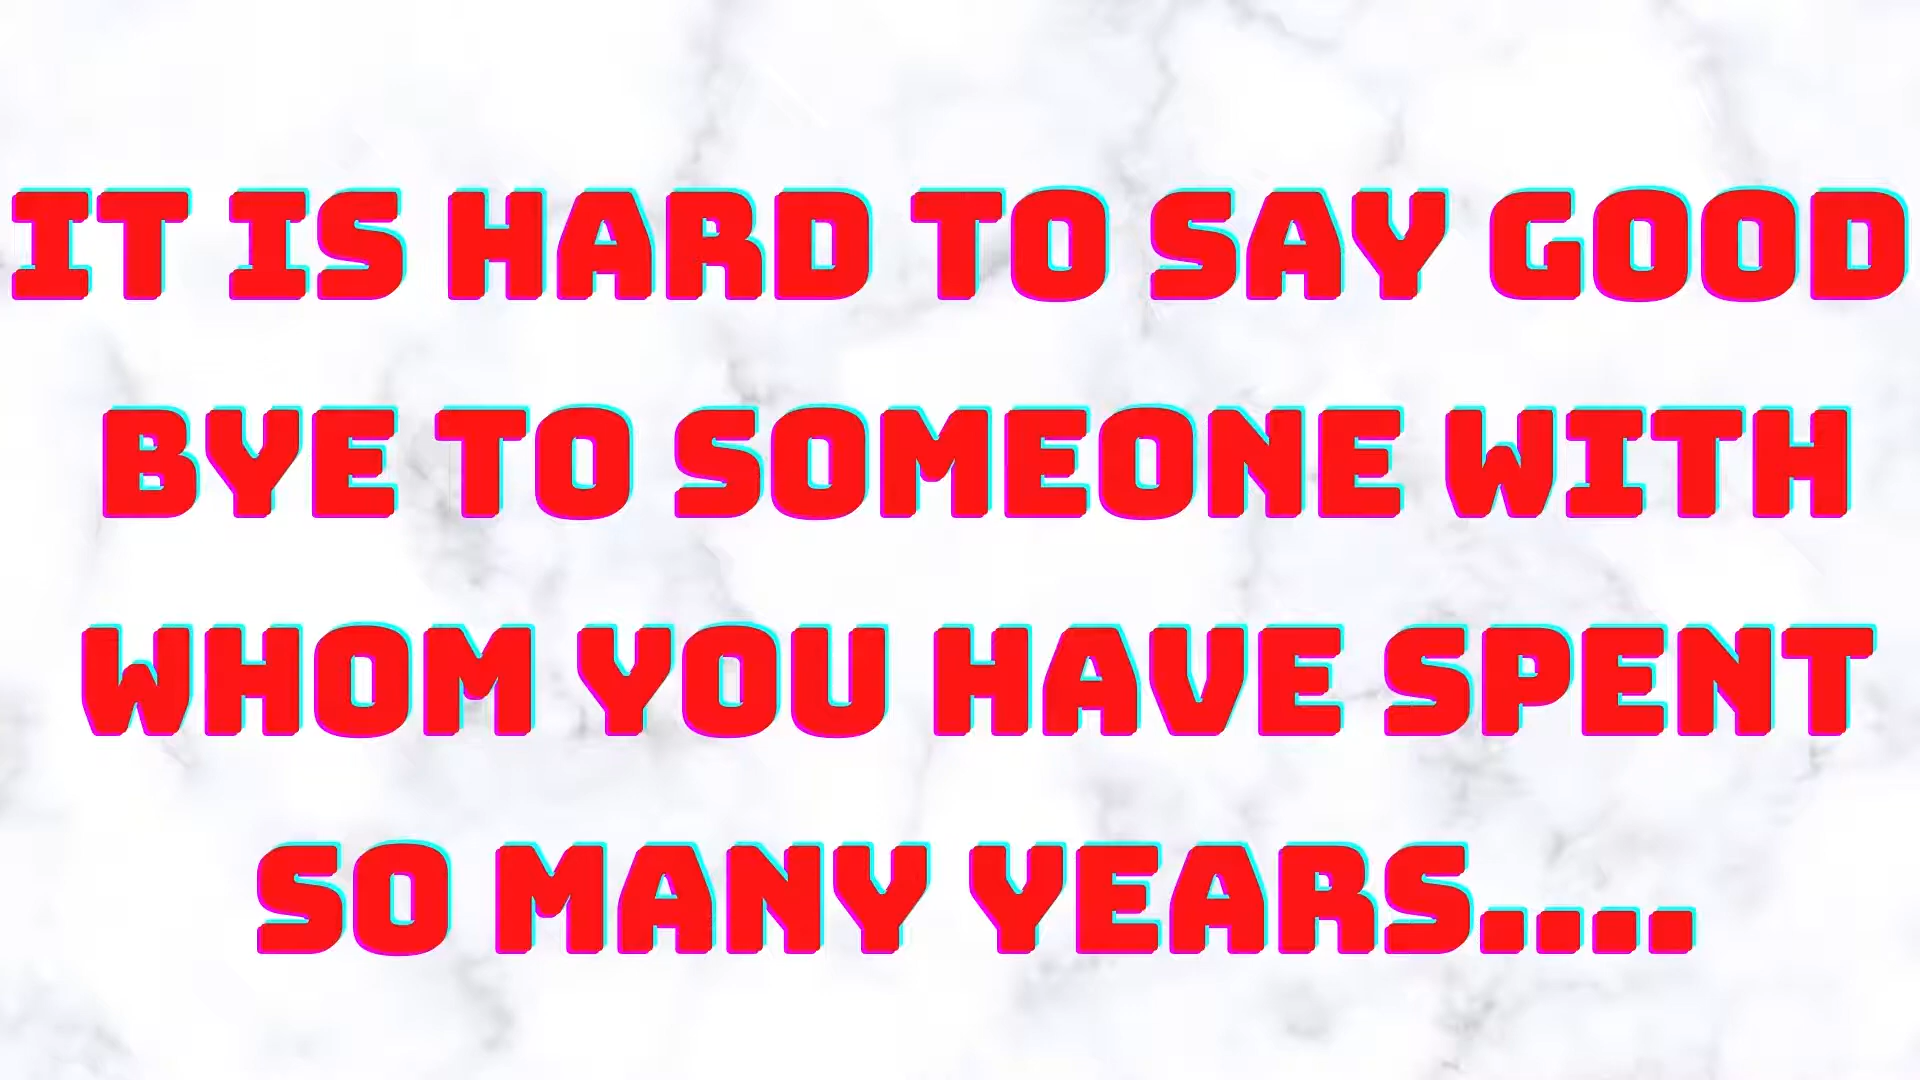 IT IS HARD TO SAY GOOD
BYE TO SOMEONE WITH
WHOM YOU HAVE SPENT
SO MANY YEARS....